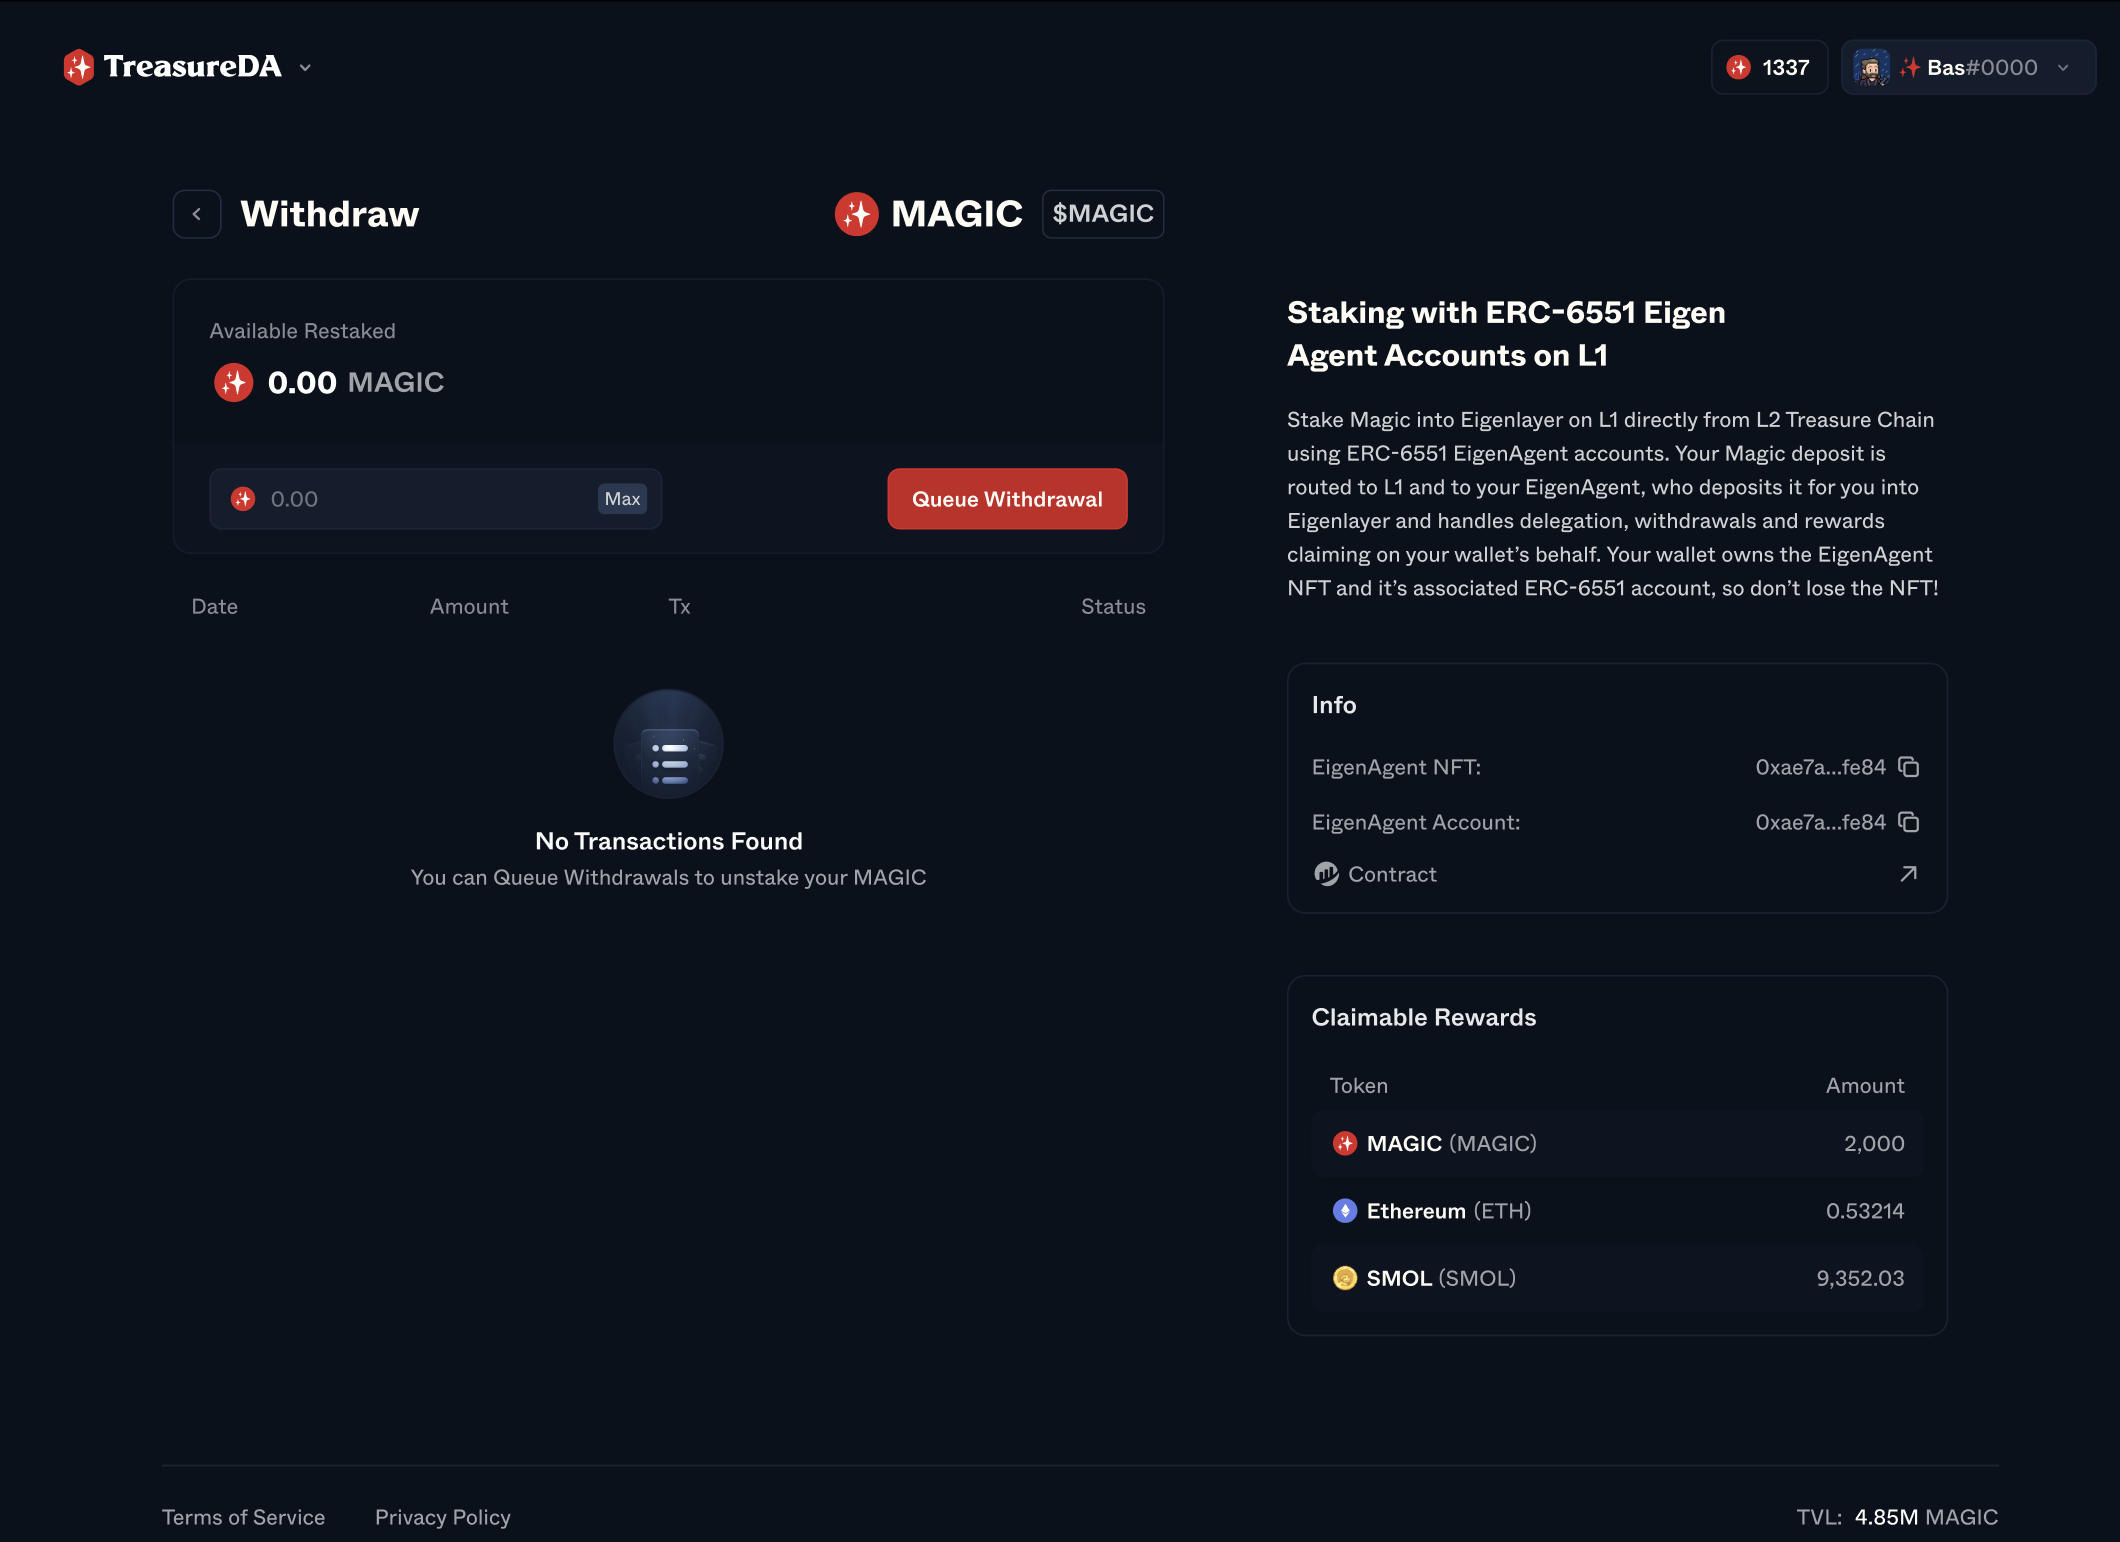 TreasureDA
1337
Bas#0000
Withdraw
MAGIC
$MAGIC
Available Restaked
0.00 MAGIC
0.00
Max
Queue Withdrawal
Date
Amount
Tx
Status
No Transactions Found
You can Queue Withdrawals to unstake your MAGIC
Staking with ERC-6551 Eigen
Agent Accounts on L1
Stake Magic into Eigenlayer on L1 directly from L2 Treasure Chain
using ERC-6551 EigenAgent accounts. Your Magic deposit is
routed to L1 and to your EigenAgent, who deposits it for you into
Eigenlayer and handles delegation, withdrawals and rewards
claiming on your wallet’s behalf. Your wallet owns the EigenAgent
NFT and it’s associated ERC-6551 account, so don’t lose the NFT!
Info
EigenAgent NFT:
0xae7a...fe84
EigenAgent Account:
0xae7a...fe84
Contract
Claimable Rewards
Token
Amount
MAGIC (MAGIC)
2,000
Ethereum (ETH)
0.53214
SMOL (SMOL)
9,352.03
Terms of Service
Privacy Policy
TVL: 4.85M MAGIC